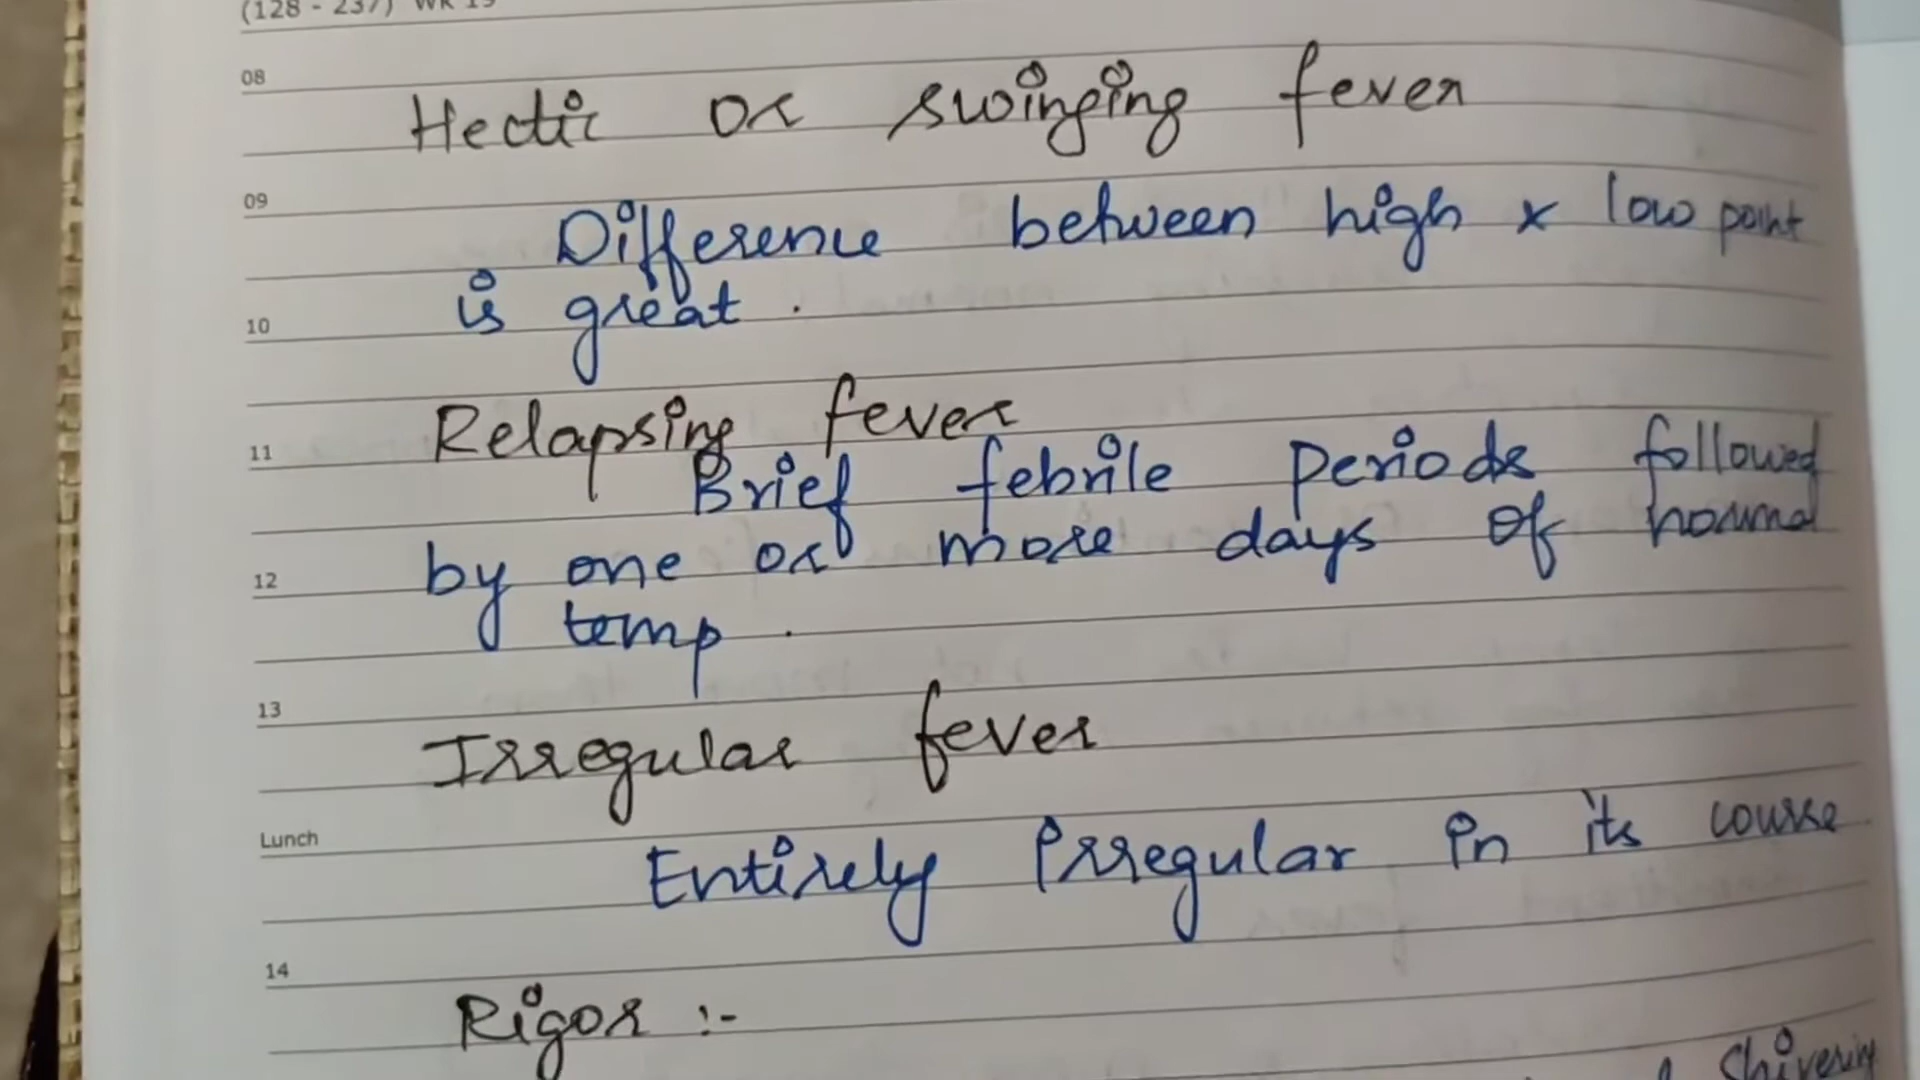 (128 - 237) WK 19
08
Hectic or swinging fever
09
Difference between high x low point
is great.
10
Relapsing fever
11
Brief febrile Periods followed
by one or more days of normal
12
temp.
13
Irregular fever
Lunch
Entirely irregular in its course
14
Rigor :-
Shivering